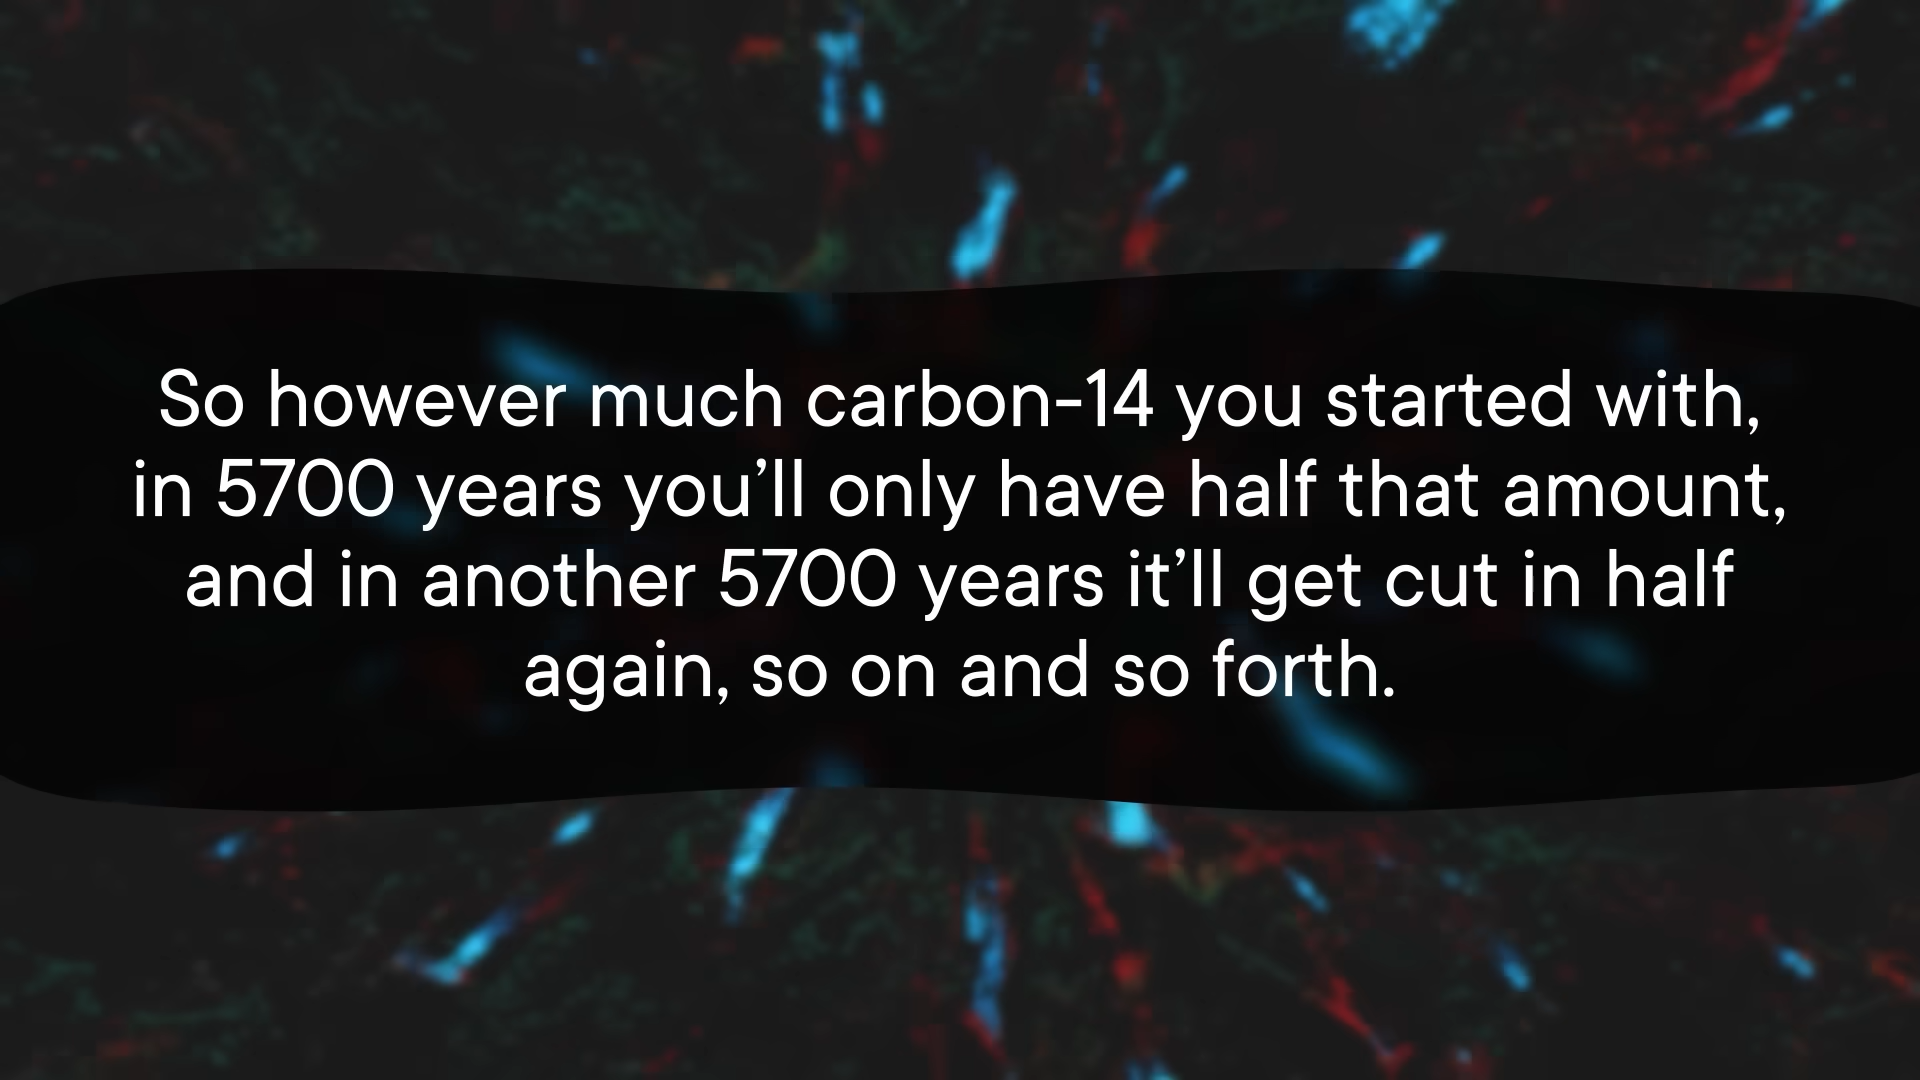 So however much carbon-14 you started with,
in 5700 years you’ll only have half that amount,
and in another 5700 years it’ll get cut in half
again, so on and so forth.